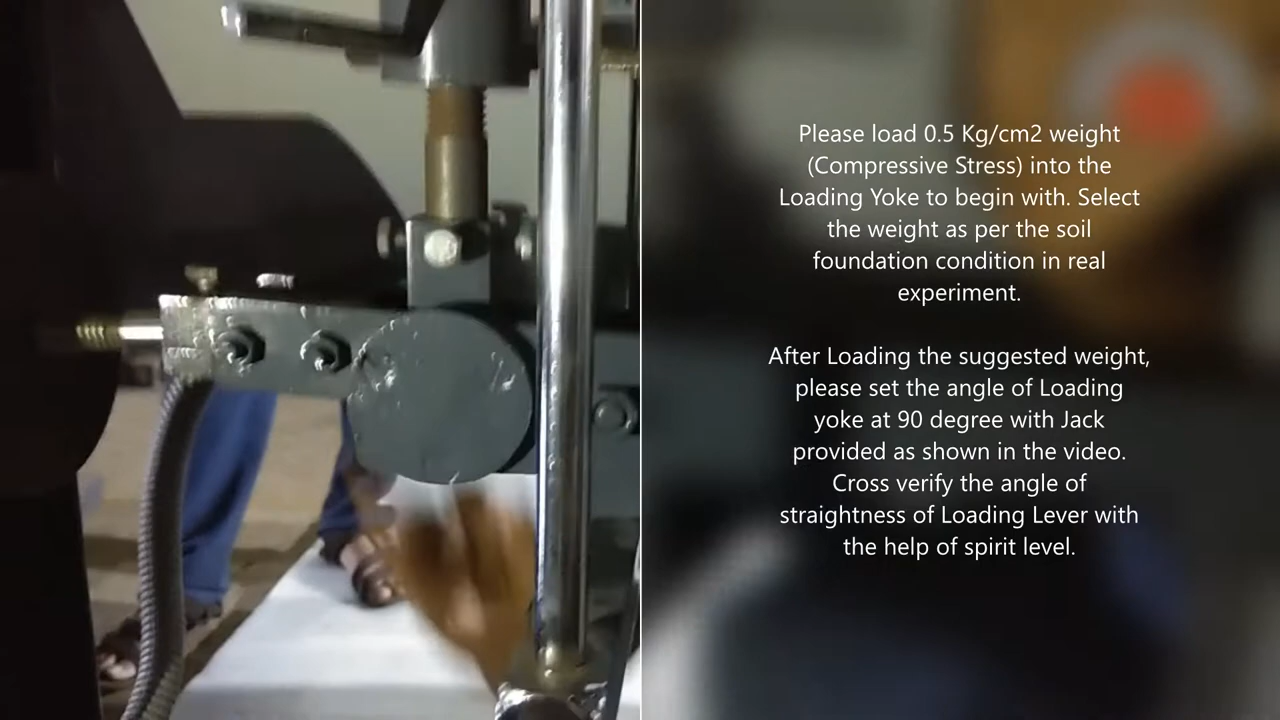 Please load 0.5 Kg/cm2 weight
(Compressive Stress) into the
Loading Yoke to begin with. Select
the weight as per the soil
foundation condition in real
experiment.
After Loading the suggested weight,
please set the angle of Loading
yoke at 90 degree with Jack
provided as shown in the video.
Cross verify the angle of
straightness of Loading Lever with
the help of spirit level.